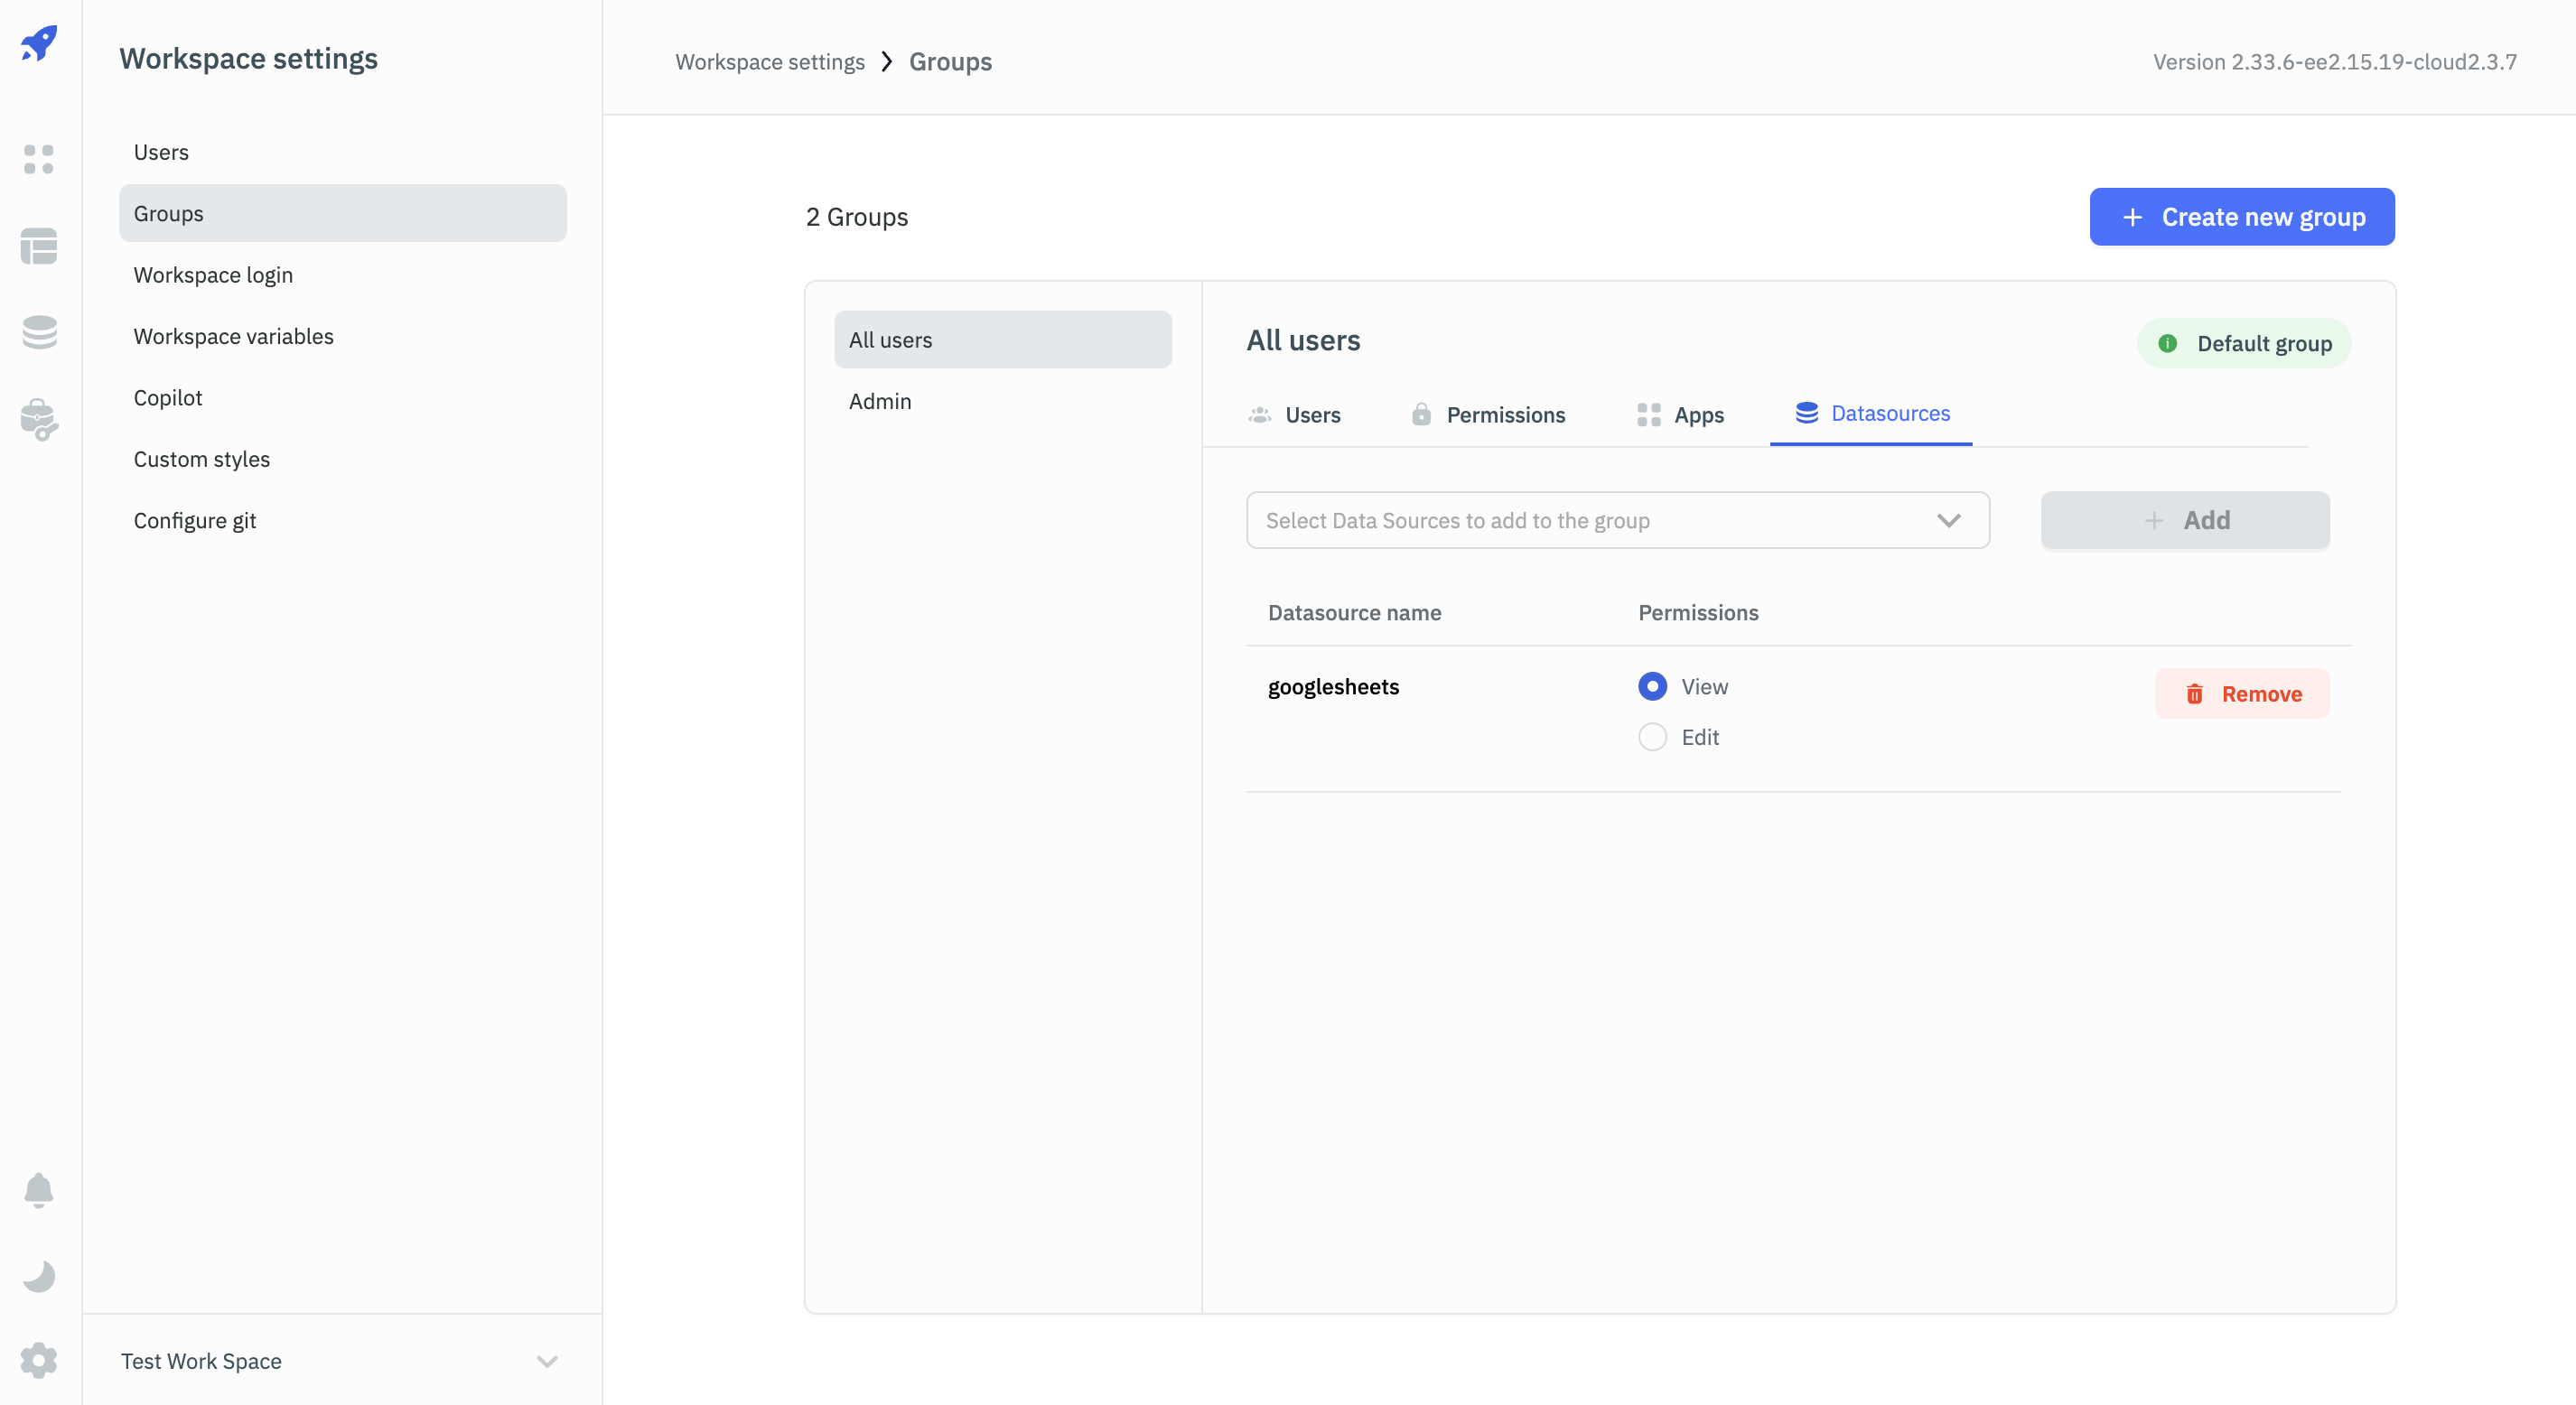 Workspace settings
Users
Groups
Workspace login
Workspace variables
Copilot
Custom styles
Configure git
Test Work Space
Workspace settings > Groups
Version 2.33.6-ee2.15.19-cloud2.3.7
2 Groups
+ Create new group
All users
Admin
All users
Default group
Users
Permissions
Apps
Datasources
Select Data Sources to add to the group
+ Add
Datasource name
Permissions
googlesheets
View
Remove
Edit